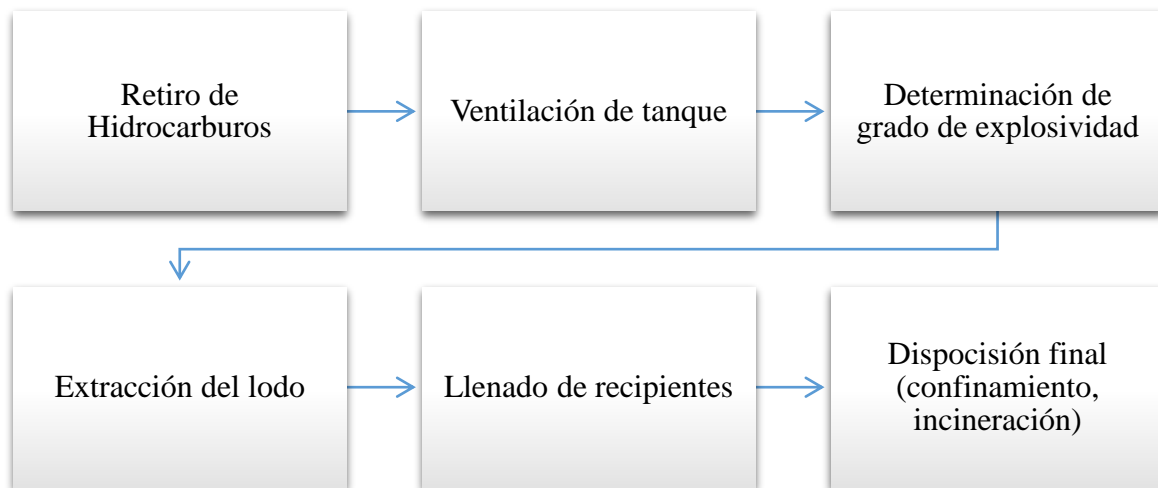 Retiro de
Hidrocarburos
Ventilación de tanque
Determinación de
grado de explosividad
Extracción del lodo
Llenado de recipientes
Dispocisión final
(confinamiento,
incineración)